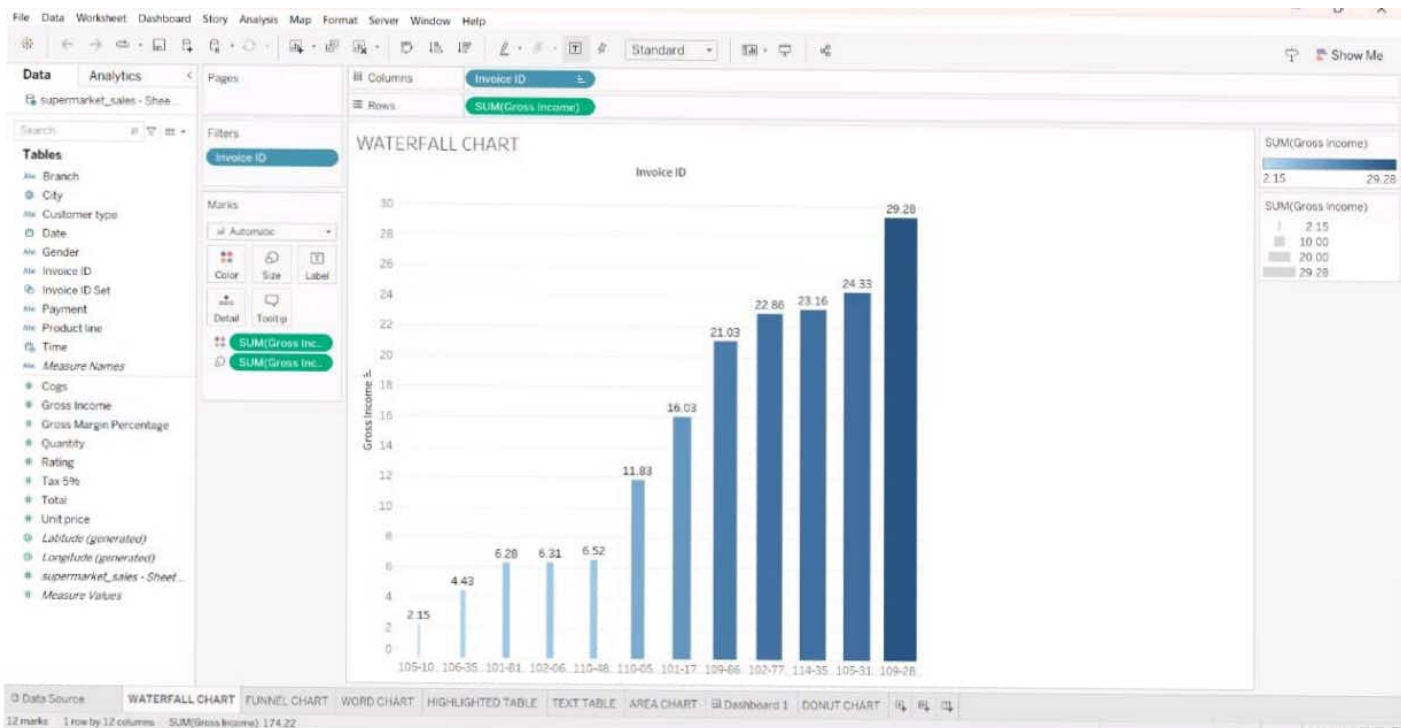 File Data Worksheet Dashboard Story Analysis Map Format Server Window Help
Standard
Show Me
Data Analytics
supermarket_sales - Shee...
Search
Tables
Abc Branch
City
Abc Customer type
Date
Abc Gender
Abc Invoice ID
Invoice ID Set
Abc Payment
Abc Product line
Time
Abc Measure Names
# Cogs
# Gross Income
# Gross Margin Percentage
# Quantity
# Rating
# Tax 5%
# Total
# Unit price
Latitude (generated)
Longitude (generated)
# supermarket_sales - Sheet...
# Measure Values
Pages
Filters
Invoice ID
Marks
Automatic
Color Size Label
Detail Tooltip
SUM(Gross Inc..
SUM(Gross Inc..
Columns Invoice ID
Rows SUM(Gross Income)
WATERFALL CHART
Invoice ID
Gross Income
30
28
26
24
22
20
18
16
14
12
10
8
6
4
2
0
2.15
4.43
6.28
6.31
6.52
11.83
16.03
21.03
22.86
23.16
24.33
29.28
105-10.. 106-35.. 101-81.. 102-06.. 110-48.. 110-05.. 101-17.. 109-86.. 102-77.. 114-35.. 105-31.. 109-28..
SUM(Gross Income)
2.15 29.28
SUM(Gross Income)
2.15
10.00
20.00
29.28
Data Source WATERFALL CHART FUNNEL CHART WORD CHART HIGHLIGHTED TABLE TEXT TABLE AREA CHART Dashboard 1 DONUT CHART
12 marks 1 row by 12 columns SUM(Gross Income): 174.22